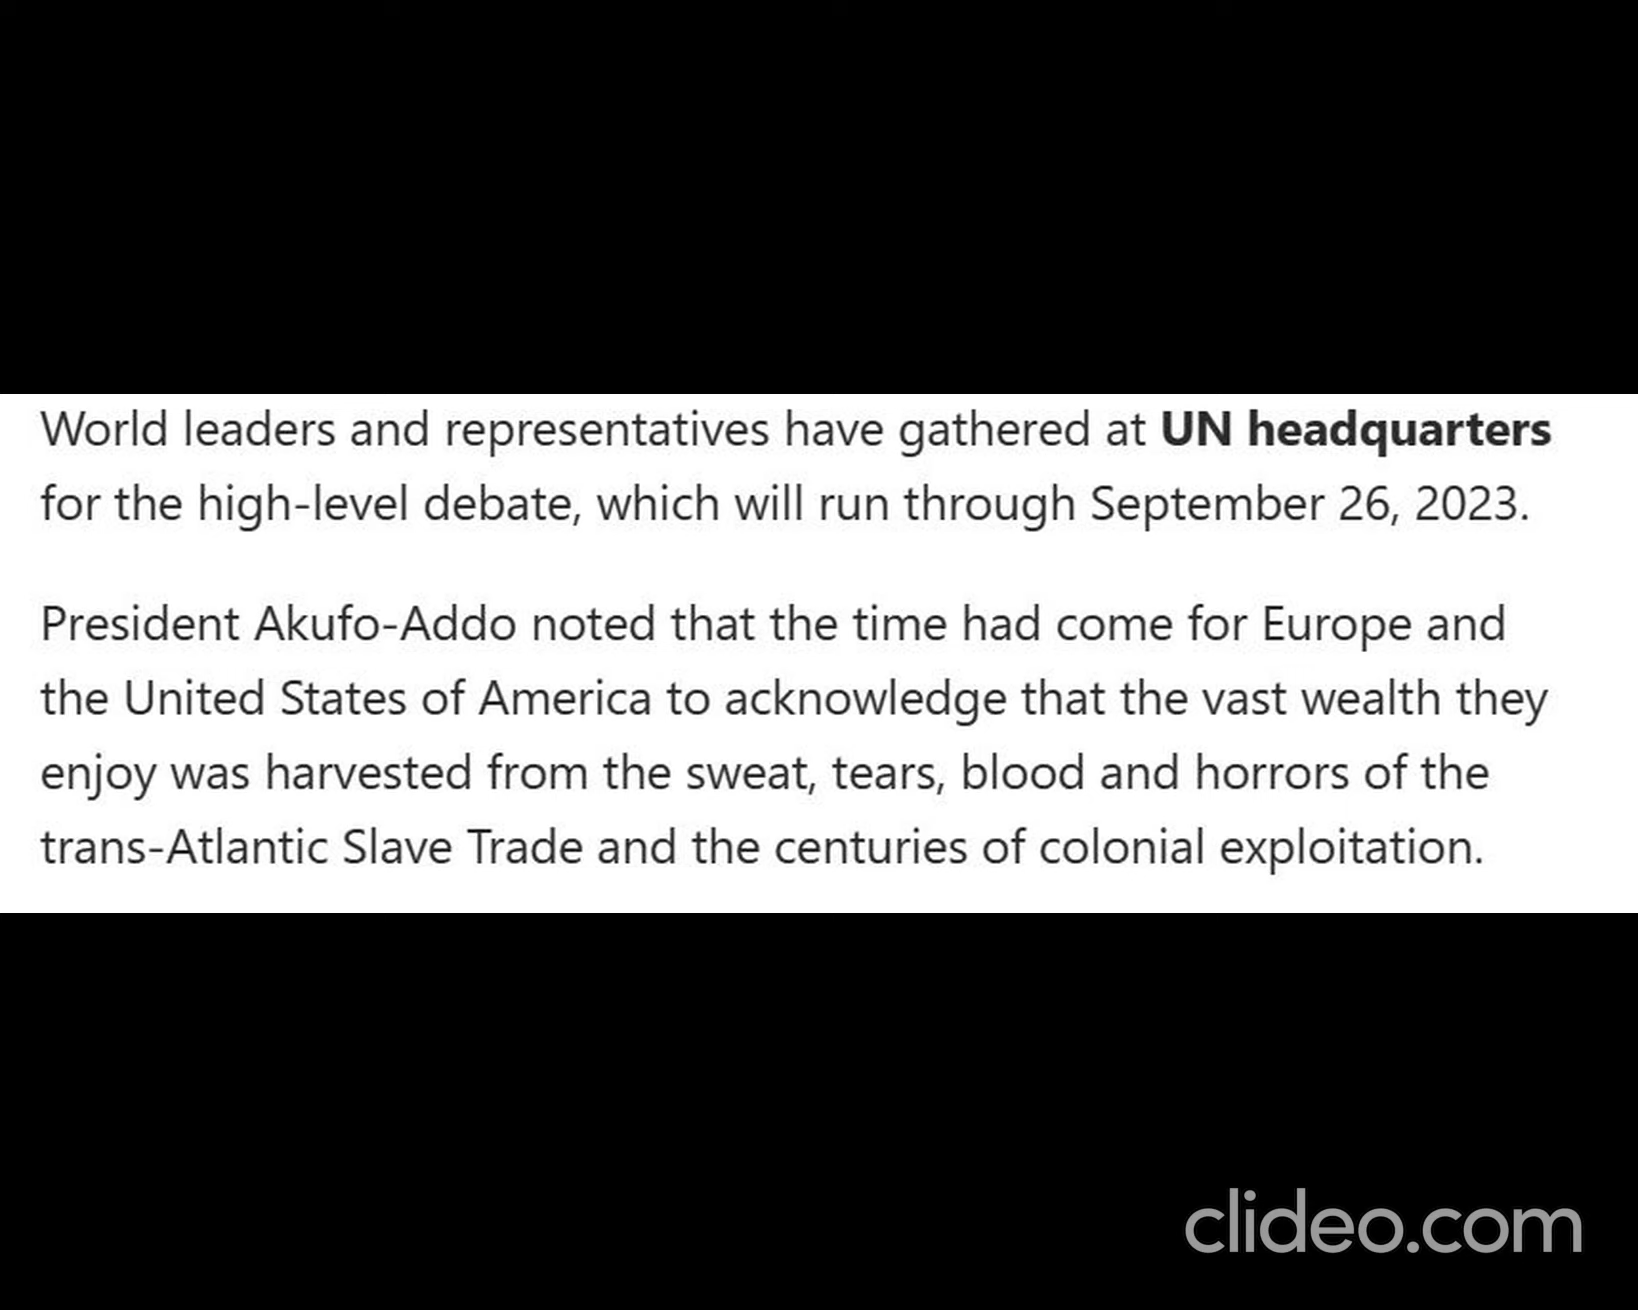 World leaders and representatives have gathered at UN headquarters
for the high-level debate, which will run through September 26, 2023.
President Akufo-Addo noted that the time had come for Europe and
the United States of America to acknowledge that the vast wealth they
enjoy was harvested from the sweat, tears, blood and horrors of the
trans-Atlantic Slave Trade and the centuries of colonial exploitation.
clideo.com